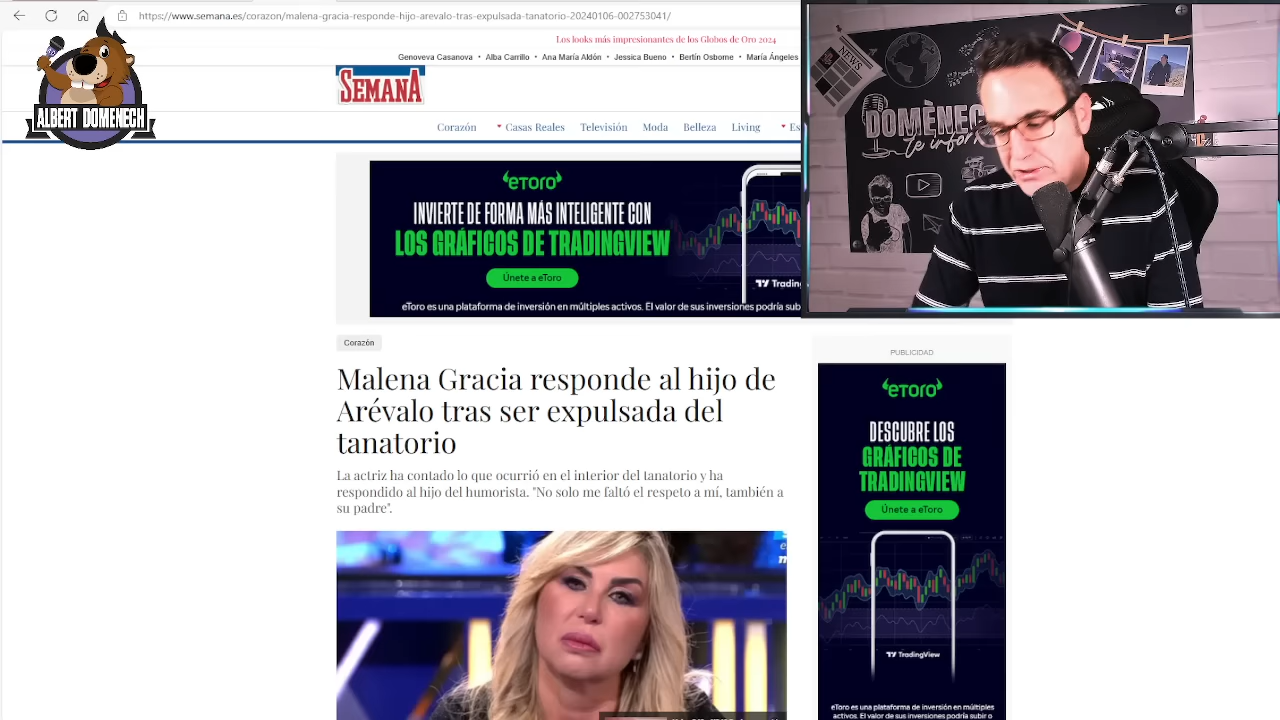 https://www.semana.es/corazon/malena-gracia-responde-hijo-arevalo-tras-expulsada-tanatorio-20240106-002753041/
Los looks más impresionantes de los Globos de Oro 2024
Genoveva Casanova • Alba Carrillo • Ana María Aldón • Jessica Bueno • Bertín Osborne • María Ángeles
ALBERT DOMENECH
SEMANA
Corazón Casas Reales Televisión Moda Belleza Living Es
eToro
INVIERTE DE FORMA MÁS INTELIGENTE CON
LOS GRÁFICOS DE TRADINGVIEW
Únete a eToro
Trading
eToro es una plataforma de inversión en múltiples activos. El valor de sus inversiones podría sub
NEWS
DOMÈNECH
te informa
Corazón
Malena Gracia responde al hijo de
Arévalo tras ser expulsada del
tanatorio
La actriz ha contado lo que ocurrió en el interior del tanatorio y ha
respondido al hijo del humorista. "No solo me faltó el respeto a mí, también a
su padre".
PUBLICIDAD
eToro
DESCUBRE LOS
GRÁFICOS DE
TRADINGVIEW
Únete a eToro
TradingView
eToro es una plataforma de inversión en múltiples
activos. El valor de sus inversiones podría subir o